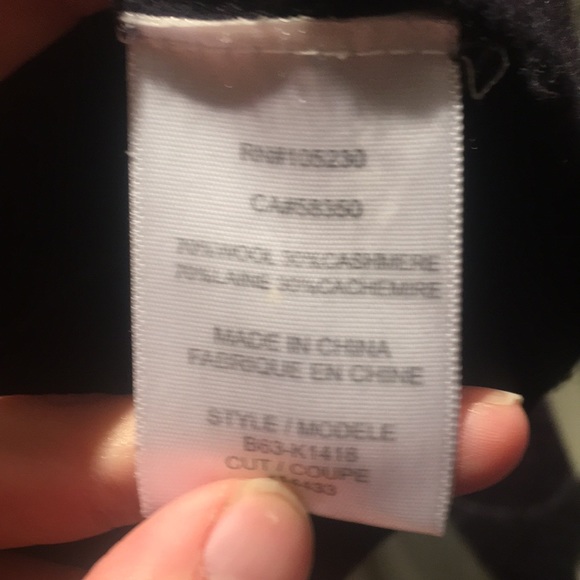 RN#105230
CA#58350
70%WOOL 30%CASHMERE
70%LAINE 30%CACHEMIRE
MADE IN CHINA
FABRIQUE EN CHINE
STYLE / MODELE
B63-K1418
CUT / COUPE